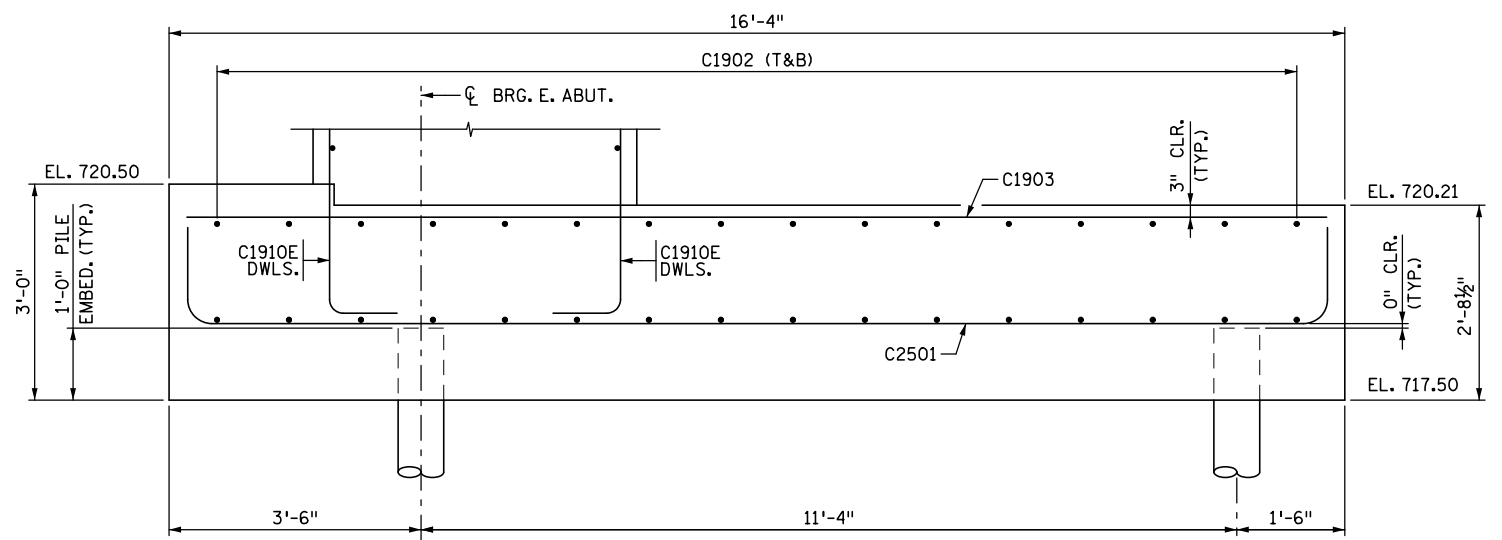 16'-4"
C1902 (T&B)
℄ BRG. E. ABUT.
EL. 720.50
3" CLR.
(TYP.)
C1903
EL. 720.21
3'-0"
1'-0" PILE
EMBED. (TYP.)
C1910E
DWLS.
C1910E
DWLS.
0" CLR.
(TYP.)
2'-8½"
C2501
EL. 717.50
3'-6"
11'-4"
1'-6"